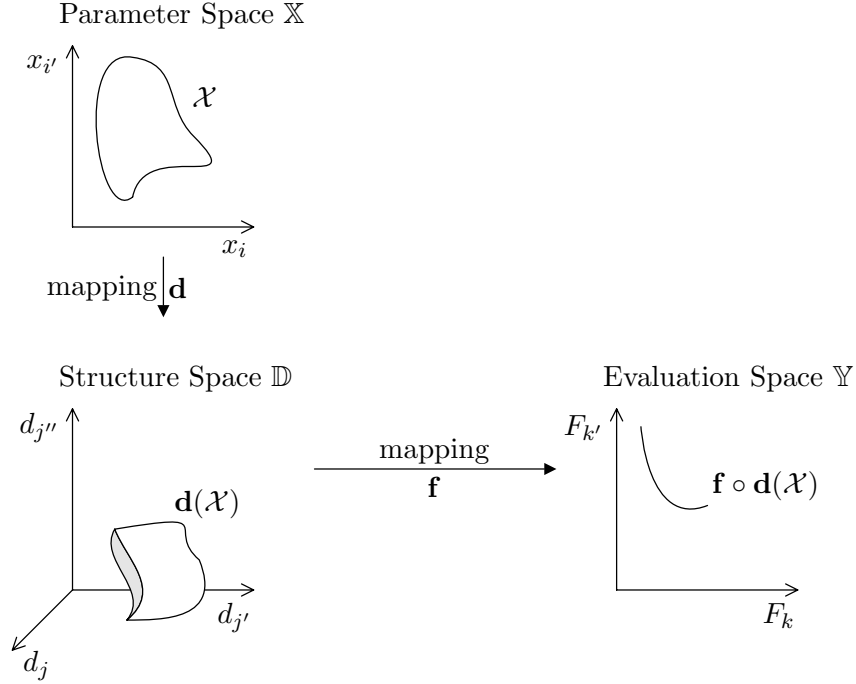 Parameter Space 𝕏
x_{i'}
𝒳
x_i
mapping d
Structure Space 𝔻
d_{j''}
d(𝒳)
d_{j'}
d_j
mapping
f
Evaluation Space 𝕐
F_{k'}
f ∘ d(𝒳)
F_k